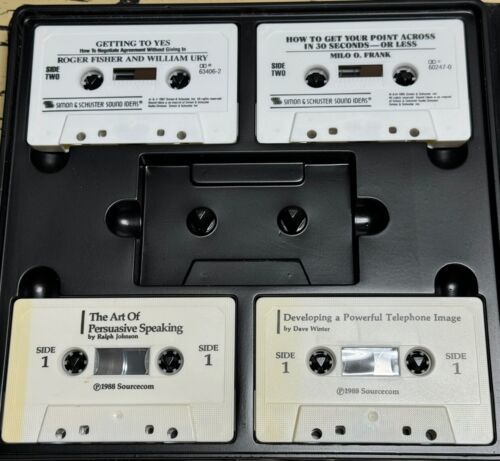 GETTING TO YES
How To Negotiate Agreement Without Giving In
ROGER FISHER AND WILLIAM URY
SIDE
TWO
63406-2
SIMON & SCHUSTER SOUND IDEAS
HOW TO GET YOUR POINT ACROSS
IN 30 SECONDS—OR LESS
MILO O. FRANK
SIDE
TWO
60247-0
SIMON & SCHUSTER SOUND IDEAS
The Art Of
Persuasive Speaking
by Ralph Johnson
SIDE
1
SIDE
1
℗1988 Sourcecom
Developing a Powerful Telephone Image
by Dave Winter
SIDE
1
SIDE
1
℗1988 Sourcecom